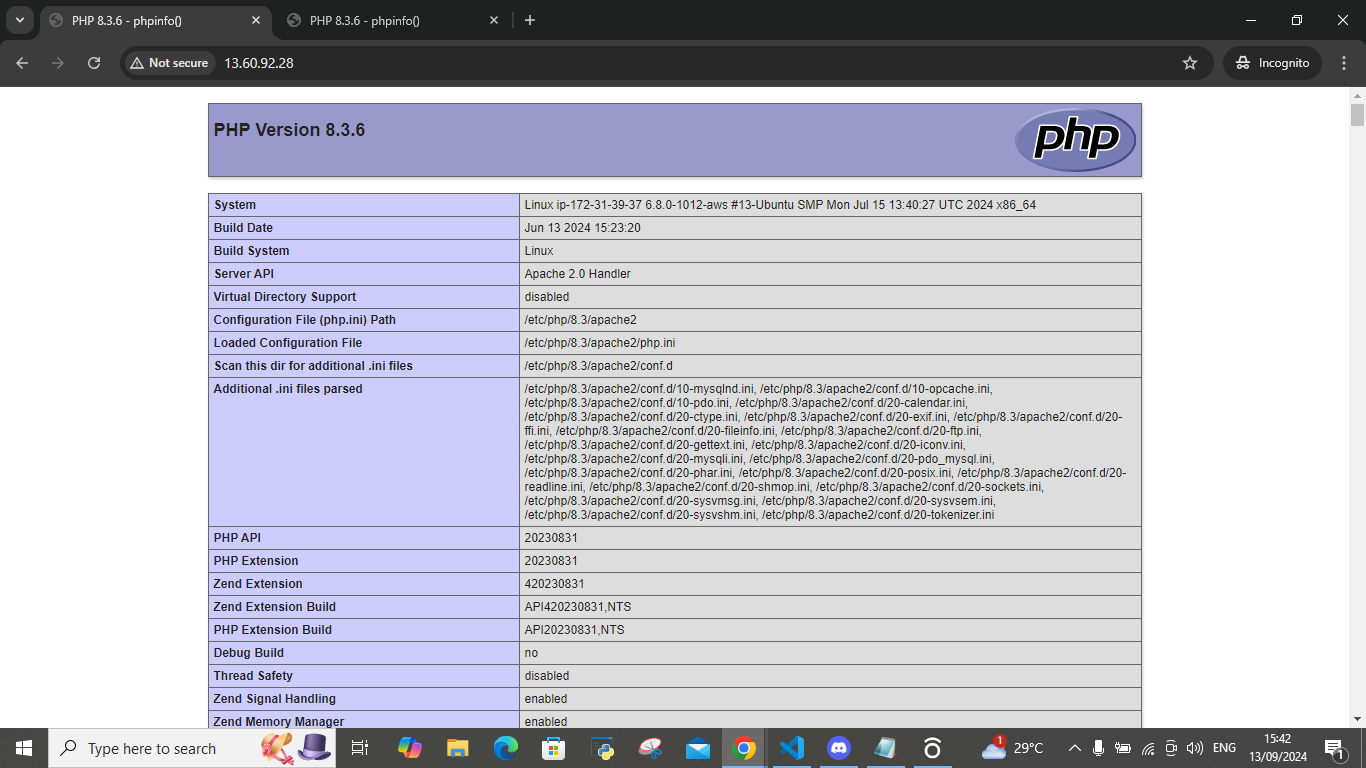 PHP 8.3.6 - phpinfo()
PHP 8.3.6 - phpinfo()
Not secure
13.60.92.28
Incognito
PHP Version 8.3.6
php
System
Linux ip-172-31-39-37 6.8.0-1012-aws #13-Ubuntu SMP Mon Jul 15 13:40:27 UTC 2024 x86_64
Build Date
Jun 13 2024 15:23:20
Build System
Linux
Server API
Apache 2.0 Handler
Virtual Directory Support
disabled
Configuration File (php.ini) Path
/etc/php/8.3/apache2
Loaded Configuration File
/etc/php/8.3/apache2/php.ini
Scan this dir for additional .ini files
/etc/php/8.3/apache2/conf.d
Additional .ini files parsed
/etc/php/8.3/apache2/conf.d/10-mysqlnd.ini, /etc/php/8.3/apache2/conf.d/10-opcache.ini,
/etc/php/8.3/apache2/conf.d/10-pdo.ini, /etc/php/8.3/apache2/conf.d/20-calendar.ini,
/etc/php/8.3/apache2/conf.d/20-ctype.ini, /etc/php/8.3/apache2/conf.d/20-exif.ini, /etc/php/8.3/apache2/conf.d/20-
ffi.ini, /etc/php/8.3/apache2/conf.d/20-fileinfo.ini, /etc/php/8.3/apache2/conf.d/20-ftp.ini,
/etc/php/8.3/apache2/conf.d/20-gettext.ini, /etc/php/8.3/apache2/conf.d/20-iconv.ini,
/etc/php/8.3/apache2/conf.d/20-mysqli.ini, /etc/php/8.3/apache2/conf.d/20-pdo_mysql.ini,
/etc/php/8.3/apache2/conf.d/20-phar.ini, /etc/php/8.3/apache2/conf.d/20-posix.ini, /etc/php/8.3/apache2/conf.d/20-
readline.ini, /etc/php/8.3/apache2/conf.d/20-shmop.ini, /etc/php/8.3/apache2/conf.d/20-sockets.ini,
/etc/php/8.3/apache2/conf.d/20-sysvmsg.ini, /etc/php/8.3/apache2/conf.d/20-sysvsem.ini,
/etc/php/8.3/apache2/conf.d/20-sysvshm.ini, /etc/php/8.3/apache2/conf.d/20-tokenizer.ini
PHP API
20230831
PHP Extension
20230831
Zend Extension
420230831
Zend Extension Build
API420230831,NTS
PHP Extension Build
API20230831,NTS
Debug Build
no
Thread Safety
disabled
Zend Signal Handling
enabled
Zend Memory Manager
enabled
Type here to search
1
29°C
ENG
15:42
13/09/2024
1